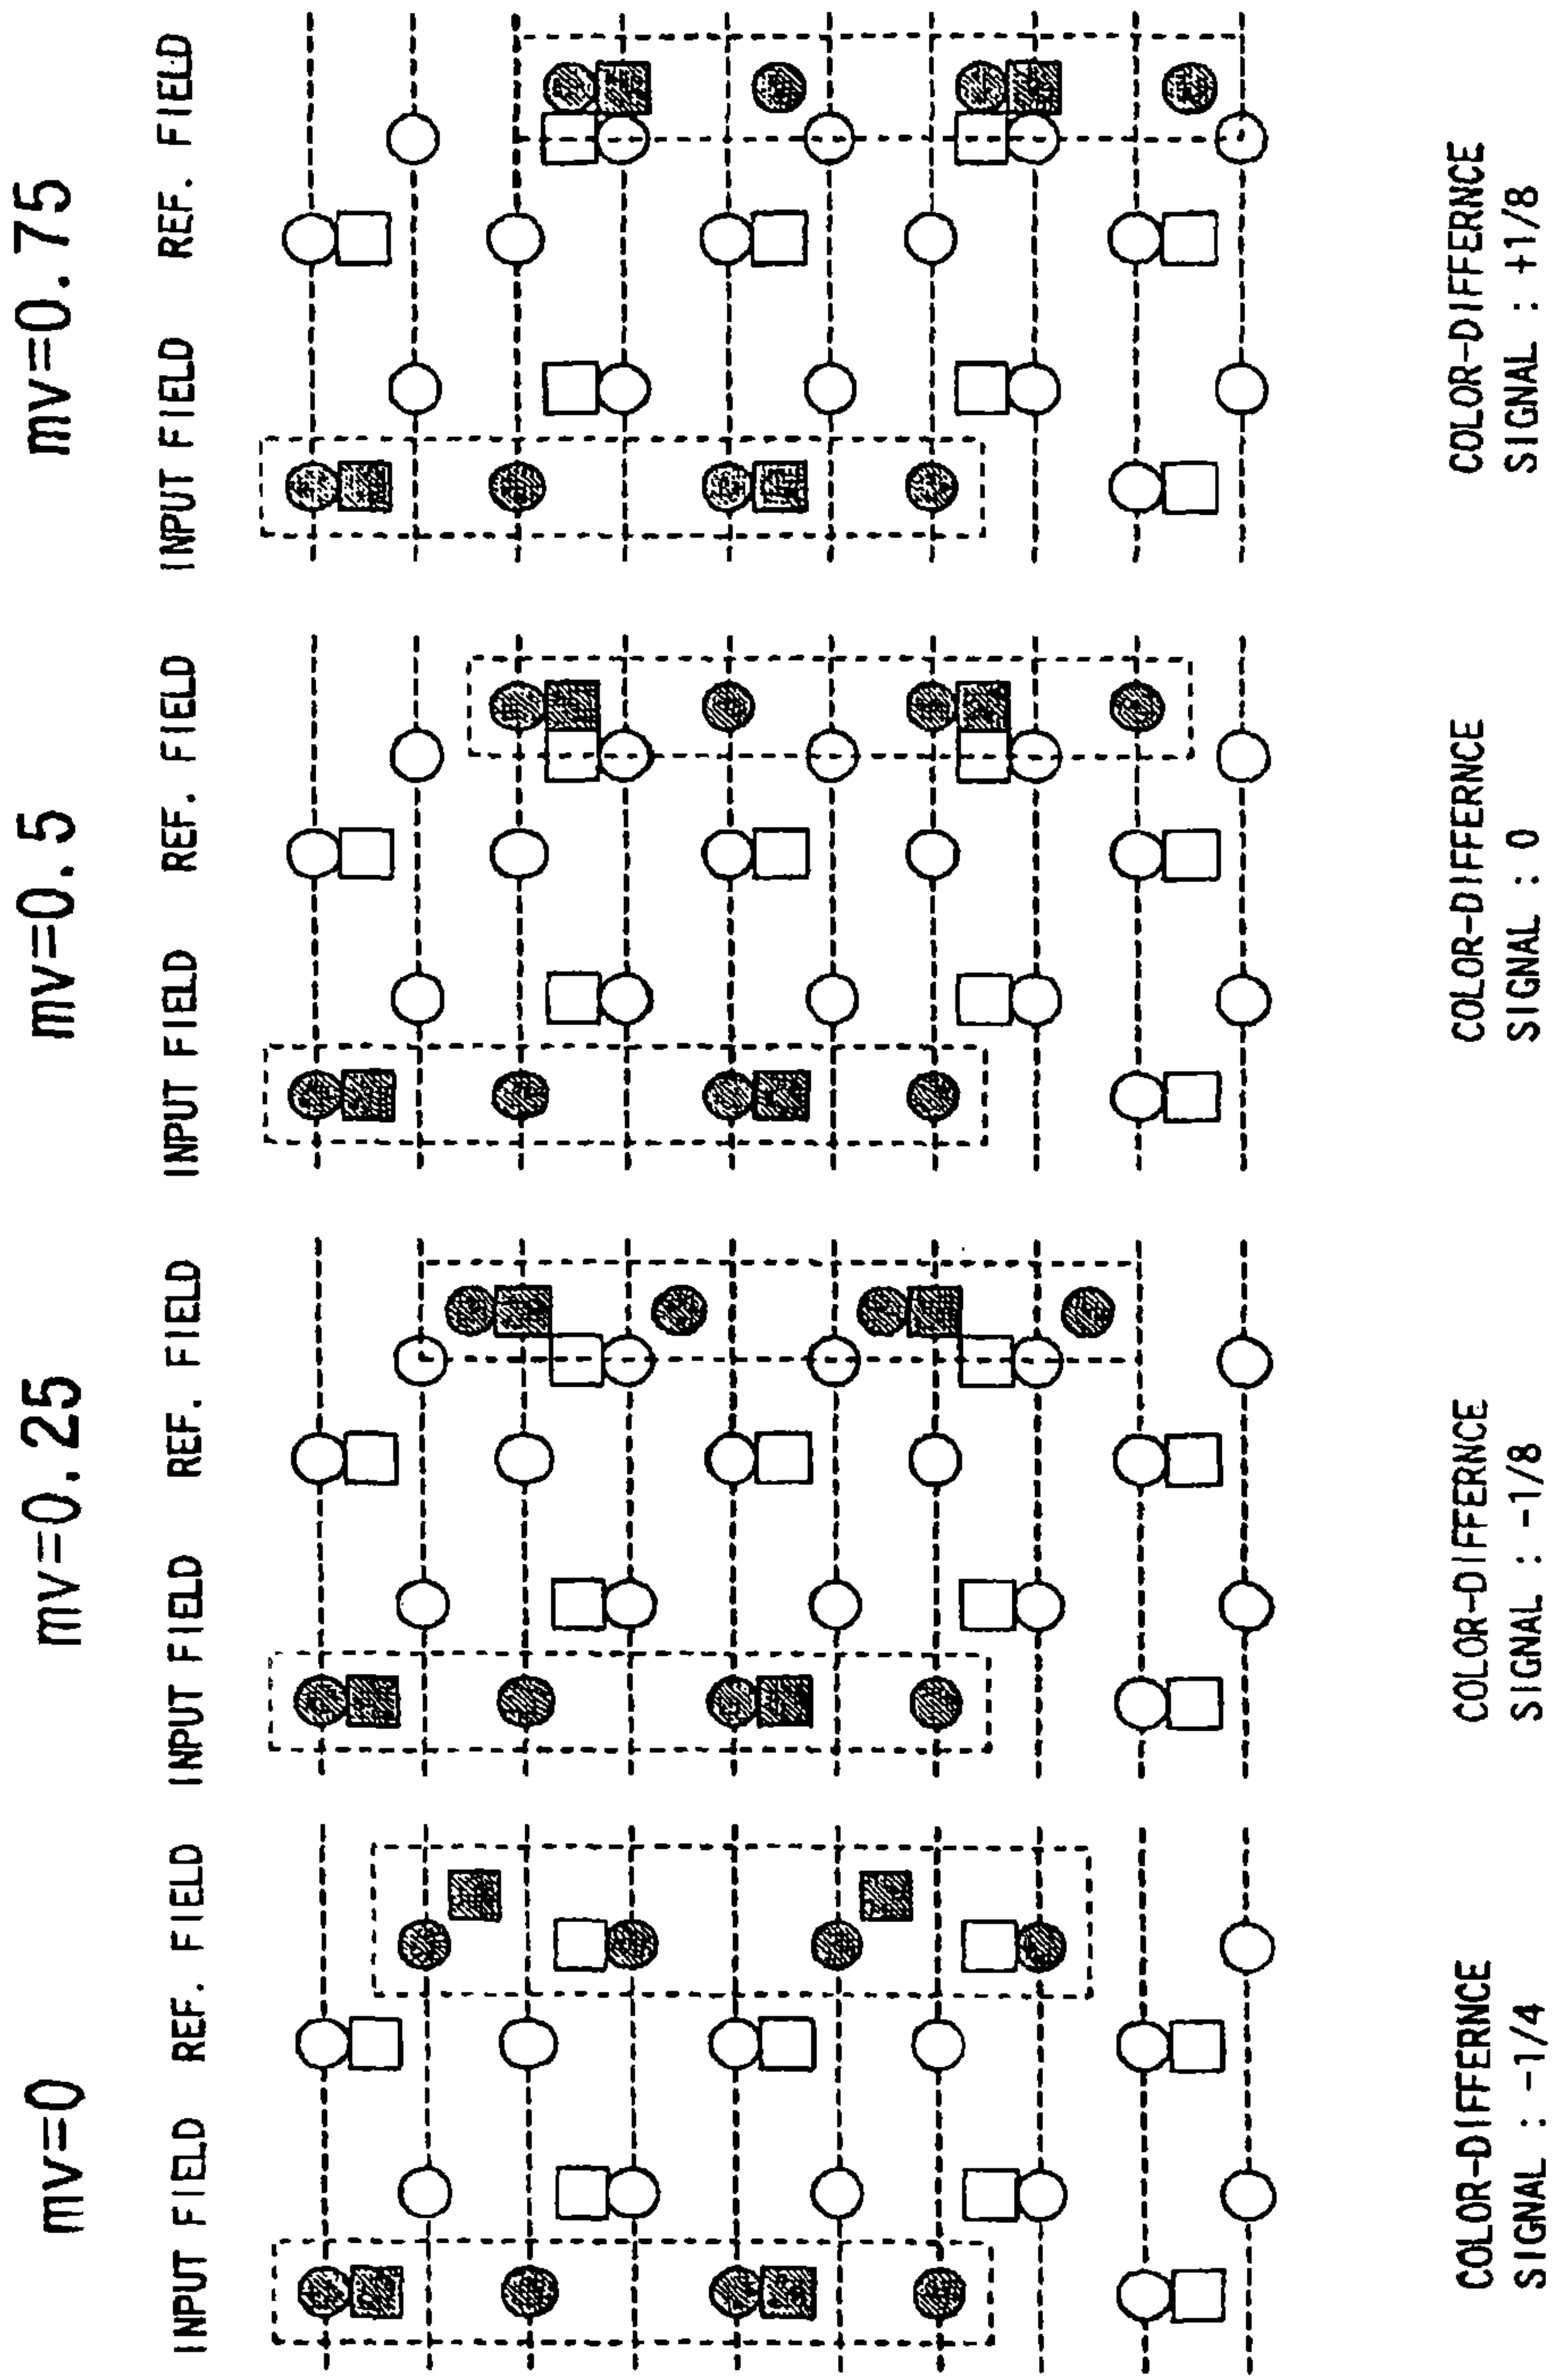 mv=0
mv=0.25
mv=0.5
mv=0.75
INPUT FIELD REF. FIELD
INPUT FIELD REF. FIELD
INPUT FIELD REF. FIELD
INPUT FIELD REF. FIELD
COLOR-DIFFERNCE
SIGNAL : -1/4
COLOR-DIFFERNCE
SIGNAL : -1/8
COLOR-DIFFERNCE
SIGNAL : 0
COLOR-DIFFERNCE
SIGNAL : +1/8